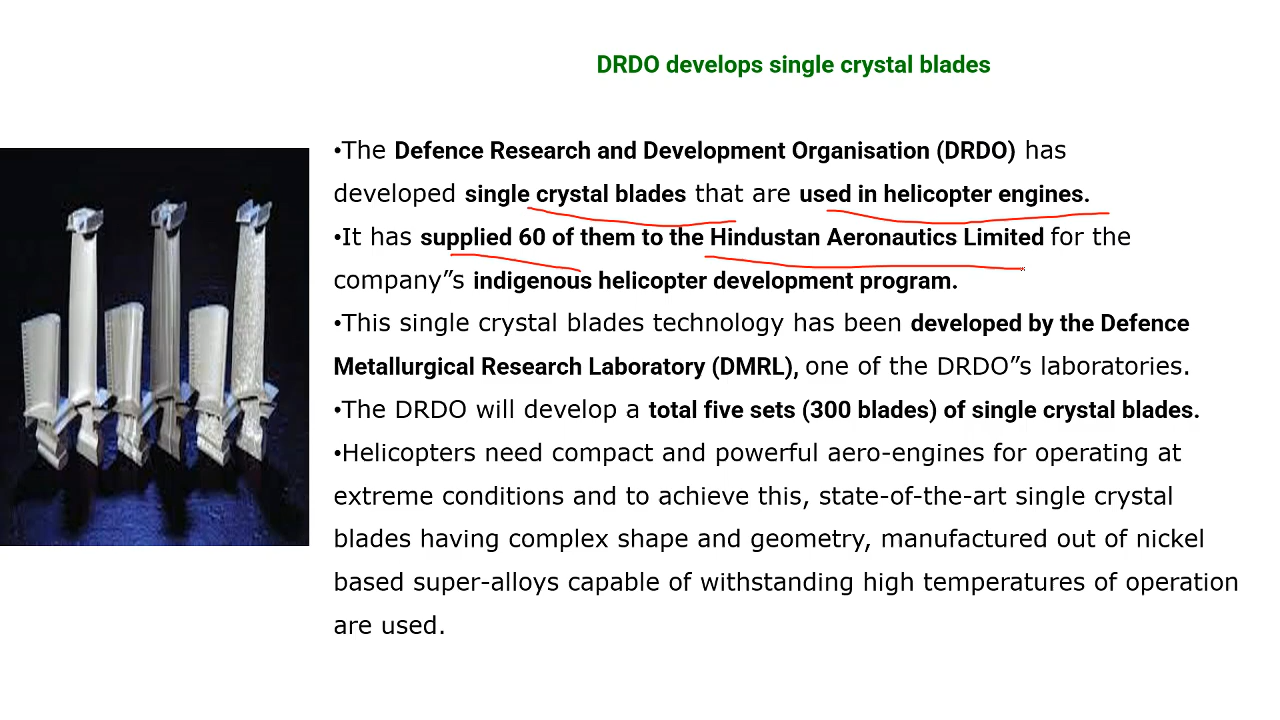 DRDO develops single crystal blades
•The Defence Research and Development Organisation (DRDO) has
developed single crystal blades that are used in helicopter engines.
•It has supplied 60 of them to the Hindustan Aeronautics Limited for the
company”s indigenous helicopter development program.
•This single crystal blades technology has been developed by the Defence
Metallurgical Research Laboratory (DMRL), one of the DRDO”s laboratories.
•The DRDO will develop a total five sets (300 blades) of single crystal blades.
•Helicopters need compact and powerful aero-engines for operating at
extreme conditions and to achieve this, state-of-the-art single crystal
blades having complex shape and geometry, manufactured out of nickel
based super-alloys capable of withstanding high temperatures of operation
are used.